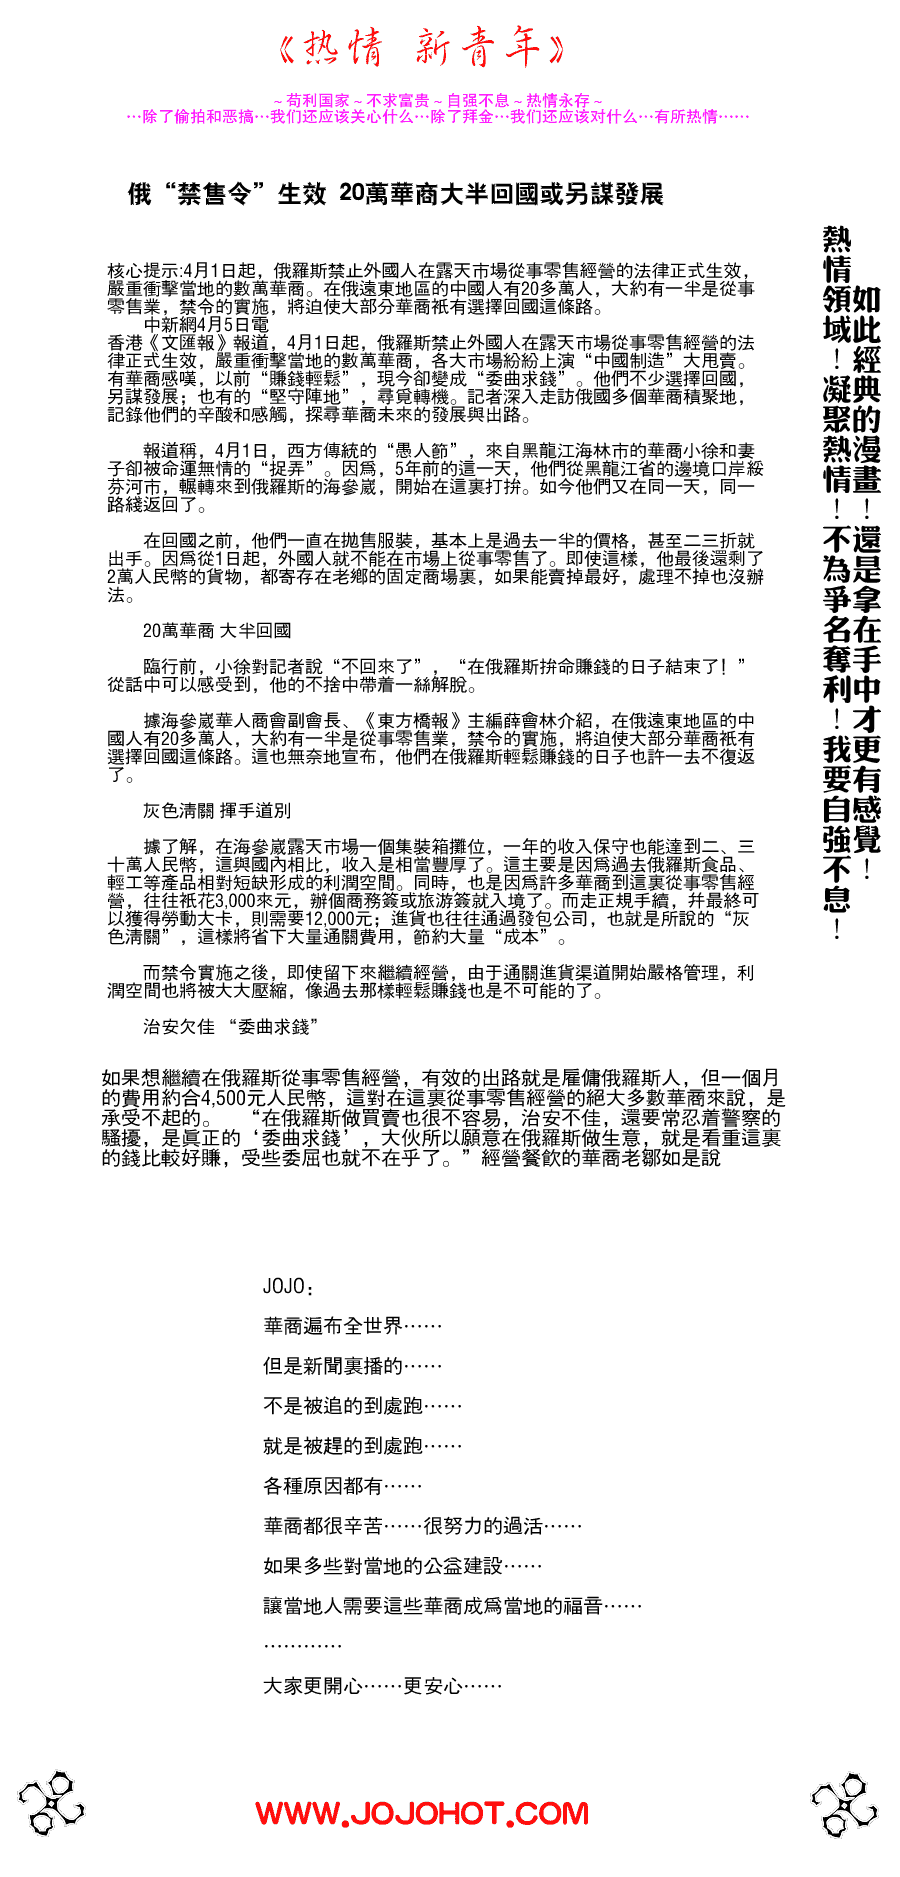 《热情 新青年》
～苟利国家～不求富贵～自强不息～热情永存～
…除了偷拍和恶搞…我们还应该关心什么…除了拜金…我们还应该对什么…有所热情……
俄“禁售令”生效 20萬華商大半回國或另謀發展
核心提示:4月1日起，俄羅斯禁止外國人在露天市場從事零售經營的法律正式生效，
嚴重衝擊當地的數萬華商。在俄遠東地區的中國人有20多萬人，大約有一半是從事
零售業，禁令的實施，將迫使大部分華商衹有選擇回國這條路。
中新網4月5日電
香港《文匯報》報道，4月1日起，俄羅斯禁止外國人在露天市場從事零售經營的法
律正式生效，嚴重衝擊當地的數萬華商，各大市場紛紛上演“中國制造”大甩賣。
有華商感嘆，以前“賺錢輕鬆”，現今卻變成“委曲求錢”。他們不少選擇回國，
另謀發展；也有的“堅守陣地”，尋覓轉機。記者深入走訪俄國多個華商積聚地，
記錄他們的辛酸和感觸，探尋華商未來的發展與出路。
報道稱，4月1日，西方傳統的“愚人節”，來自黑龍江海林市的華商小徐和妻
子卻被命運無情的“捉弄”。因爲，5年前的這一天，他們從黑龍江省的邊境口岸綏
芬河市，輾轉來到俄羅斯的海參崴，開始在這裏打拚。如今他們又在同一天，同一
路綫返回了。
在回國之前，他們一直在拋售服裝，基本上是過去一半的價格，甚至二三折就
出手。因爲從1日起，外國人就不能在市場上從事零售了。即使這樣，他最後還剩了
2萬人民幣的貨物，都寄存在老鄉的固定商場裏，如果能賣掉最好，處理不掉也沒辦
法。
20萬華商 大半回國
臨行前，小徐對記者說“不回來了”，“在俄羅斯拚命賺錢的日子結束了！”
從話中可以感受到，他的不捨中帶着一絲解脫。
據海參崴華人商會副會長、《東方橋報》主編薛會林介紹，在俄遠東地區的中
國人有20多萬人，大約有一半是從事零售業，禁令的實施，將迫使大部分華商衹有
選擇回國這條路。這也無奈地宣布，他們在俄羅斯輕鬆賺錢的日子也許一去不復返
了。
灰色清關 揮手道別
據了解，在海參崴露天市場一個集裝箱攤位，一年的收入保守也能達到二、三
十萬人民幣，這與國內相比，收入是相當豐厚了。這主要是因爲過去俄羅斯食品、
輕工等產品相對短缺形成的利潤空間。同時，也是因爲許多華商到這裏從事零售經
營，往往衹花3,000來元，辦個商務簽或旅游簽就入境了。而走正規手續，幷最終可
以獲得勞動大卡，則需要12,000元；進貨也往往通過發包公司，也就是所說的“灰
色清關”，這樣將省下大量通關費用，節約大量“成本”。
而禁令實施之後，即使留下來繼續經營，由于通關進貨渠道開始嚴格管理，利
潤空間也將被大大壓縮，像過去那樣輕鬆賺錢也是不可能的了。
治安欠佳 “委曲求錢”
如果想繼續在俄羅斯從事零售經營，有效的出路就是雇傭俄羅斯人，但一個月
的費用約合4,500元人民幣，這對在這裏從事零售經營的絕大多數華商來說，是
承受不起的。 “在俄羅斯做買賣也很不容易，治安不佳，還要常忍着警察的
騷擾，是眞正的‘委曲求錢’，大伙所以願意在俄羅斯做生意，就是看重這裏
的錢比較好賺，受些委屈也就不在乎了。”經營餐飲的華商老鄒如是說
如此經典的漫畫！還是拿在手中才更有感覺！
熱情領域！凝聚熱情！不為爭名奪利！我要自強不息！
JOJO：
華商遍布全世界……
但是新聞裏播的……
不是被追的到處跑……
就是被趕的到處跑……
各種原因都有……
華商都很辛苦……很努力的過活……
如果多些對當地的公益建設……
讓當地人需要這些華商成爲當地的福音……
…………
大家更開心……更安心……
WWW.JOJOHOT.COM